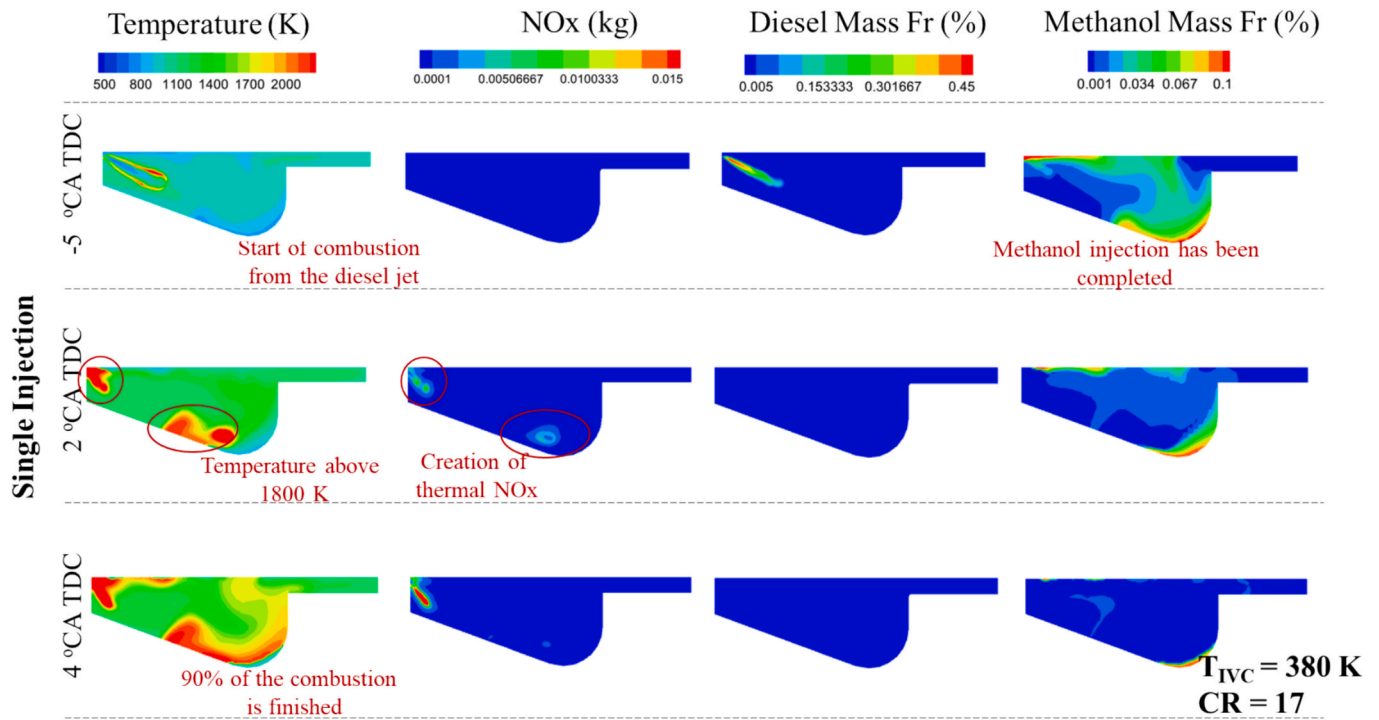 Temperature (K)
NOx (kg)
Diesel Mass Fr (%)
Methanol Mass Fr (%)
500 800 1100 1400 1700 2000
0.0001 0.00506667 0.0100333 0.015
0.005 0.153333 0.301667 0.45
0.001 0.034 0.067 0.1
Single Injection
-5 ºCA TDC
Start of combustion
from the diesel jet
Methanol injection has been
completed
2 ºCA TDC
Temperature above
1800 K
Creation of
thermal NOx
4 ºCA TDC
90% of the combustion
is finished
T_IVC = 380 K
CR = 17